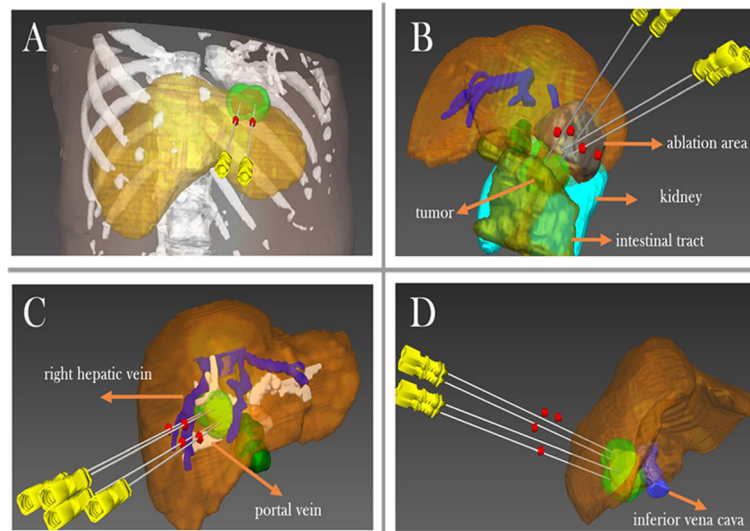 A
B
ablation area
kidney
tumor
intestinal tract
C
D
right hepatic vein
portal vein
inferior vena cava